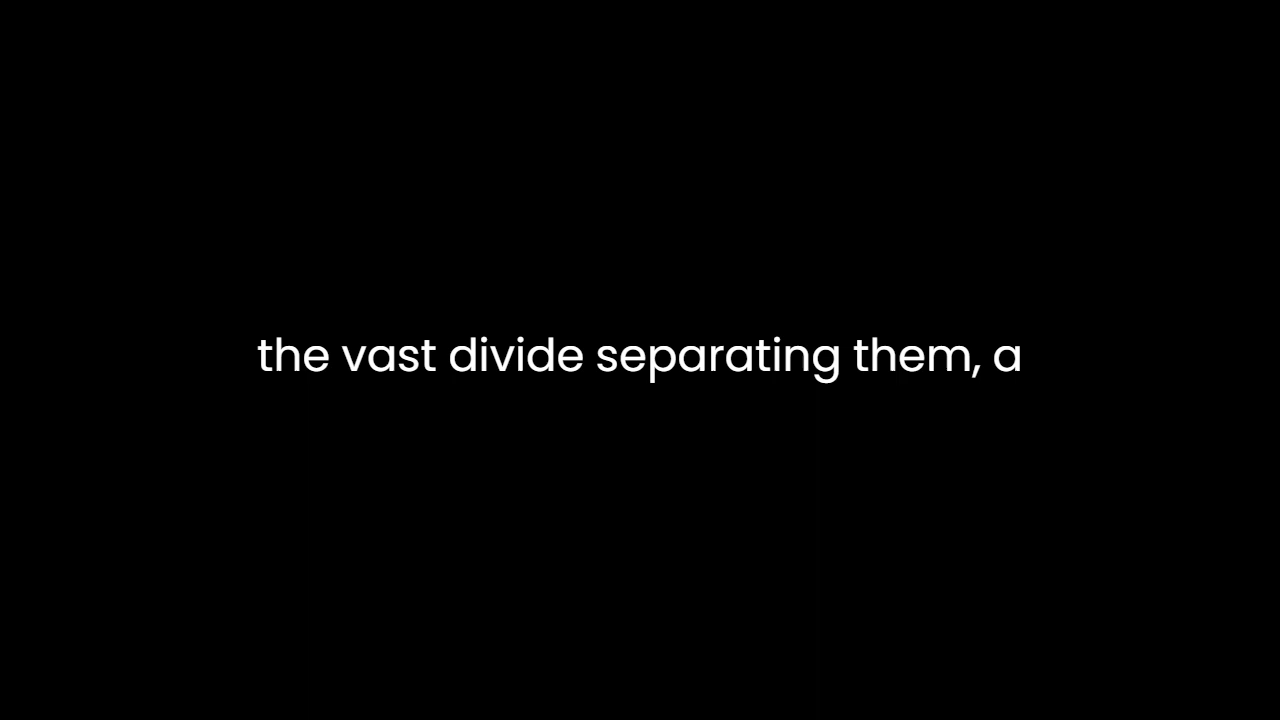 the vast divide separating them, a